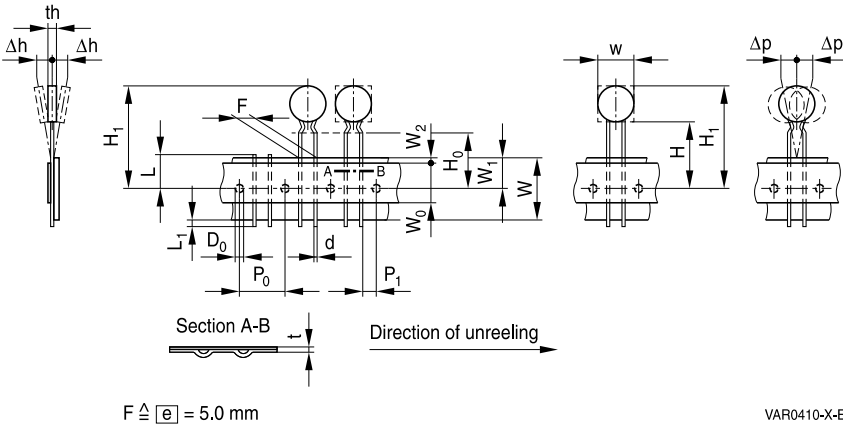 th
Δh Δh
w
Δp Δp
H₁
L
L₁
F
W₂
H₀
W₁
W
W₀
A B
D₀
d
P₀
P₁
H
H₁
Section A-B
t
Direction of unreeling
F ≙ e = 5.0 mm
VAR0410-X-E